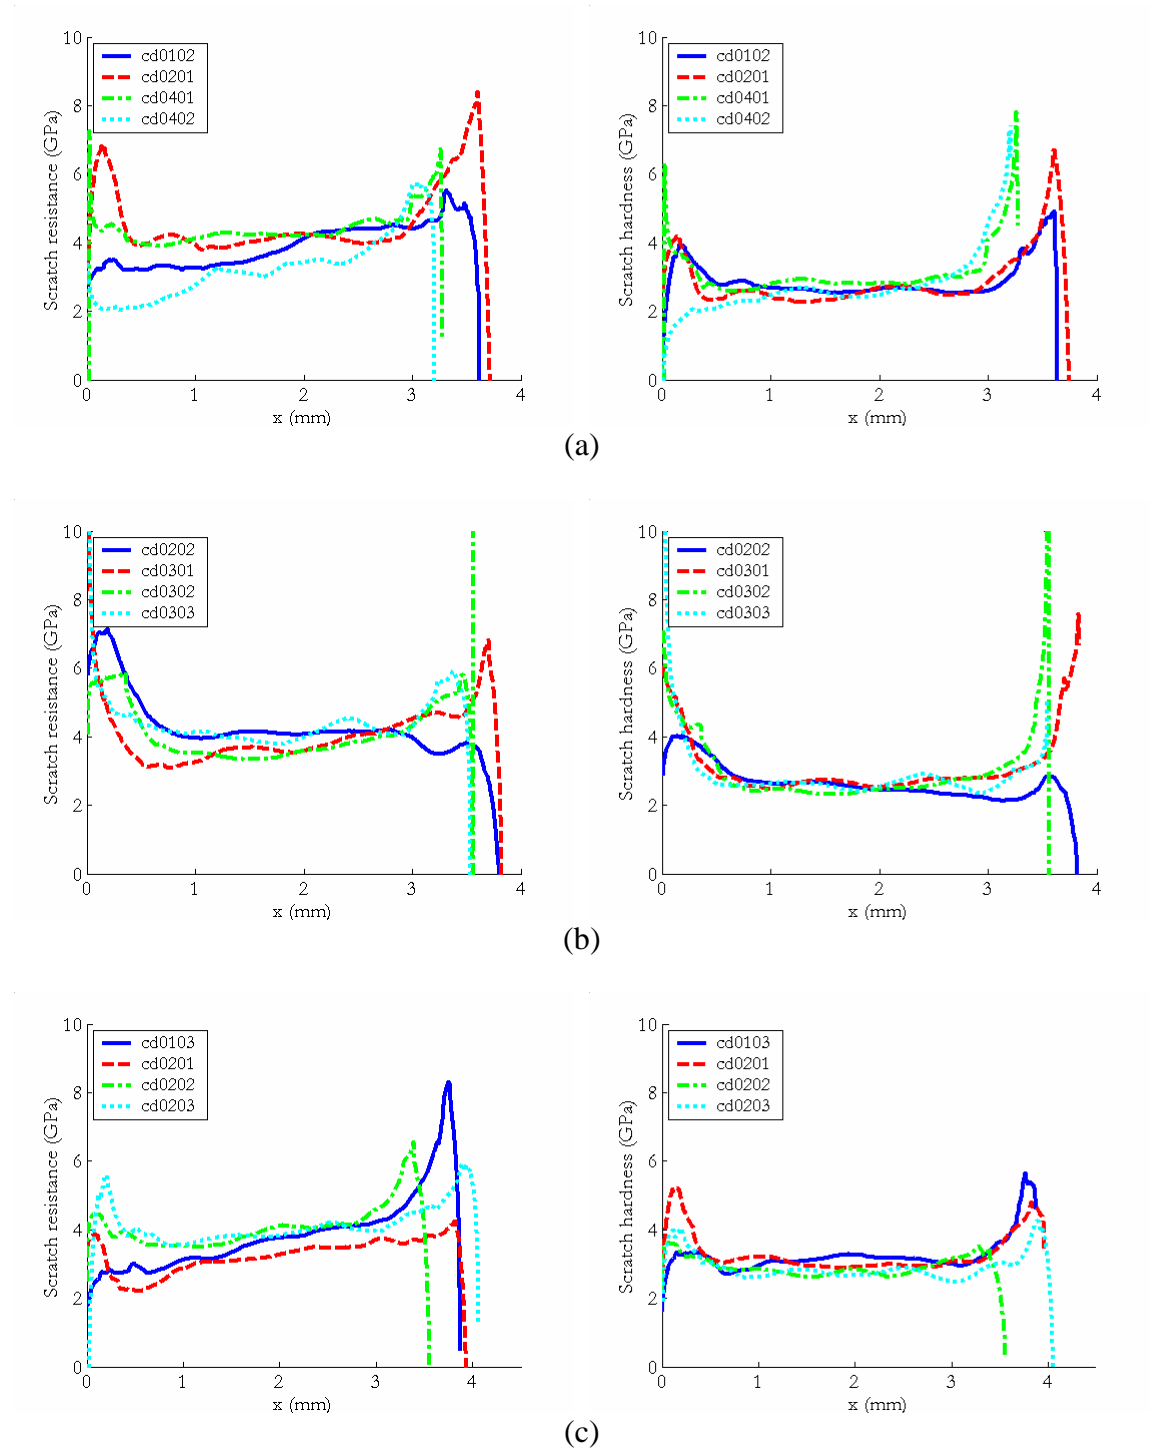 10
8
6
4
2
0
Scratch resistance (GPa)
cd0102
cd0201
cd0401
cd0402
0 1 2 3 4
x (mm)
10
8
6
4
2
0
Scratch hardness (GPa)
cd0102
cd0201
cd0401
cd0402
0 1 2 3 4
x (mm)
(a)
10
8
6
4
2
0
Scratch resistance (GPa)
cd0202
cd0301
cd0302
cd0303
0 1 2 3 4
x (mm)
10
8
6
4
2
0
Scratch hardness (GPa)
cd0202
cd0301
cd0302
cd0303
0 1 2 3 4
x (mm)
(b)
10
8
6
4
2
0
Scratch resistance (GPa)
cd0103
cd0201
cd0202
cd0203
0 1 2 3 4
x (mm)
10
8
6
4
2
0
Scratch hardness (GPa)
cd0103
cd0201
cd0202
cd0203
0 1 2 3 4
x (mm)
(c)